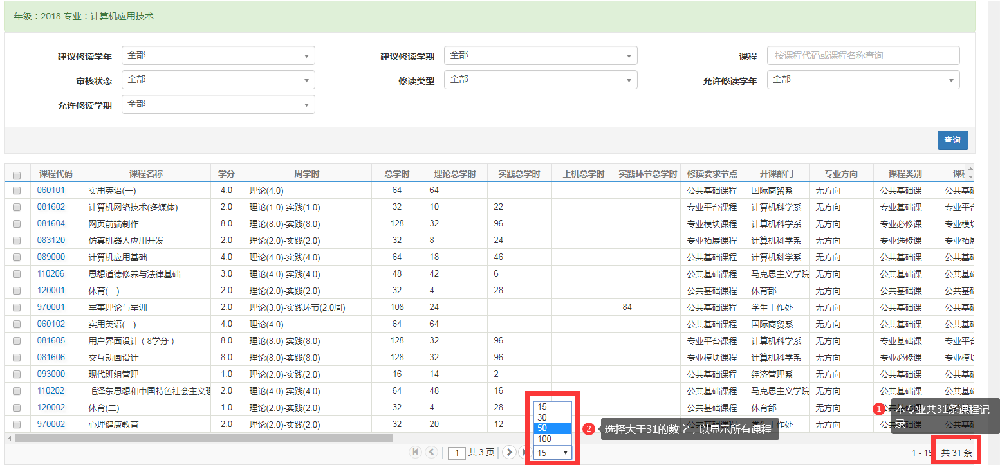 年级：2018 专业：计算机应用技术
建议修读学年 全部 建议修读学期 全部 课程 按课程代码或课程名称查询
审核状态 全部 修读类型 全部 允许修读学年 全部
允许修读学期 全部
查询
课程代码 课程名称 学分 周学时 总学时 理论总学时 实践总学时 上机总学时 实践环节总学时 修读要求节点 开课部门 专业方向 课程类别 课程
060101 实用英语(一) 4.0 理论(4.0) 64 64 公共基础课程 国际商贸系 无方向 公共基础课 公共基础
081602 计算机网络技术(多媒体) 2.0 理论(1.0)-实践(1.0) 32 10 22 专业平台课程 计算机科学系 无方向 专业基础课 专业平台
081604 网页前端制作 8.0 理论(8.0)-实践(8.0) 128 32 96 专业模块课程 计算机科学系 无方向 专业必修课 专业模块
083120 仿真机器人应用开发 2.0 理论(2.0)-实践(2.0) 32 8 24 专业拓展课程 计算机科学系 无方向 专业选修课 专业拓展
089000 计算机应用基础 4.0 理论(4.0)-实践(4.0) 64 18 46 公共基础课程 计算机科学系 无方向 公共基础课 公共基础
110206 思想道德修养与法律基础 3.0 理论(4.0)-实践(4.0) 48 42 6 公共基础课程 马克思主义学院 无方向 公共基础课 公共基础
120001 体育(一) 2.0 理论(2.0)-实践(2.0) 32 4 28 公共基础课程 体育部 无方向 公共基础课 公共基础
970001 军事理论与军训 2.0 理论(3.0)-实践环节(2.0周) 108 24 84 公共基础课程 学生工作处 无方向 公共基础课 公共基础
060102 实用英语(二) 4.0 理论(4.0) 64 64 公共基础课程 国际商贸系 无方向 公共基础课 公共基础
081605 用户界面设计（8学分） 8.0 理论(8.0)-实践(8.0) 128 32 96 专业平台课程 计算机科学系 无方向 专业基础课 专业平台
081606 交互动画设计 8.0 理论(8.0)-实践(8.0) 128 32 96 专业模块课程 计算机科学系 无方向 专业必修课 专业模块
093000 现代班组管理 1.0 理论(2.0)-实践(2.0) 16 14 2 公共基础课程 经济管理系 无方向 公共基础课 公共基础
110202 毛泽东思想和中国特色社会主义理 2.0 理论(4.0)-实践(4.0) 64 48 16 公共基础课程 马克思主义学院 无方向 公共基础课 公共基础
120002 体育(二) 1.0 理论(2.0)-实践(2.0) 32 4 28 公共基础课程 体育部 无方向
970002 心理健康教育 2.0 理论(2.0)-实践(2.0) 32 20 12
15
30
50
100
1 本专业共31条课程记
录
2 选择大于31的数字，以显示所有课程
1 共 3 页 15 1 - 15 共 31 条